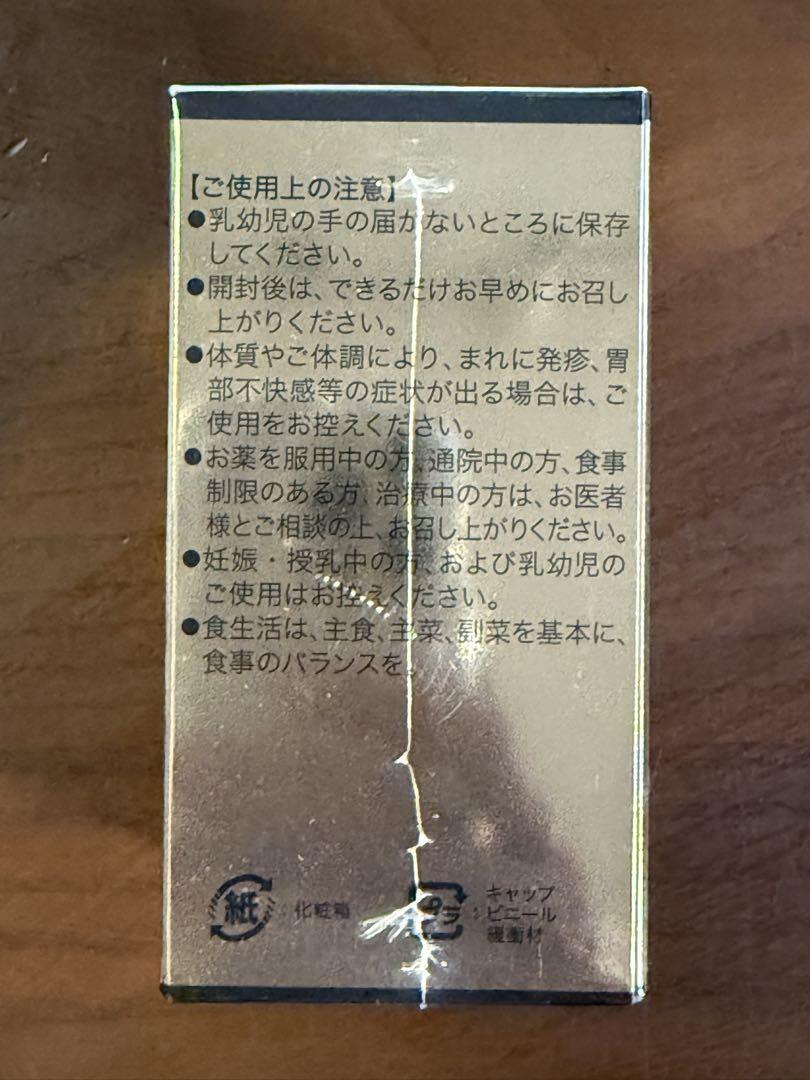 【ご使用上の注意】
●乳幼児の手の届かないところに保存
してください。
●開封後は、できるだけお早めにお召し
上がりください。
●体質やご体調により、まれに発疹、胃
部不快感等の症状が出る場合は、ご
使用をお控えください。
●お薬を服用中の方、通院中の方、食事
制限のある方、治療中の方は、お医者
様とご相談の上、お召し上がりください。
●妊娠・授乳中の方、および乳幼児の
ご使用はお控えください。
●食生活は、主食、主菜、副菜を基本に、
食事のバランスを。
紙 : 化粧箱
プラ : キャップ
ビニール
緩衝材